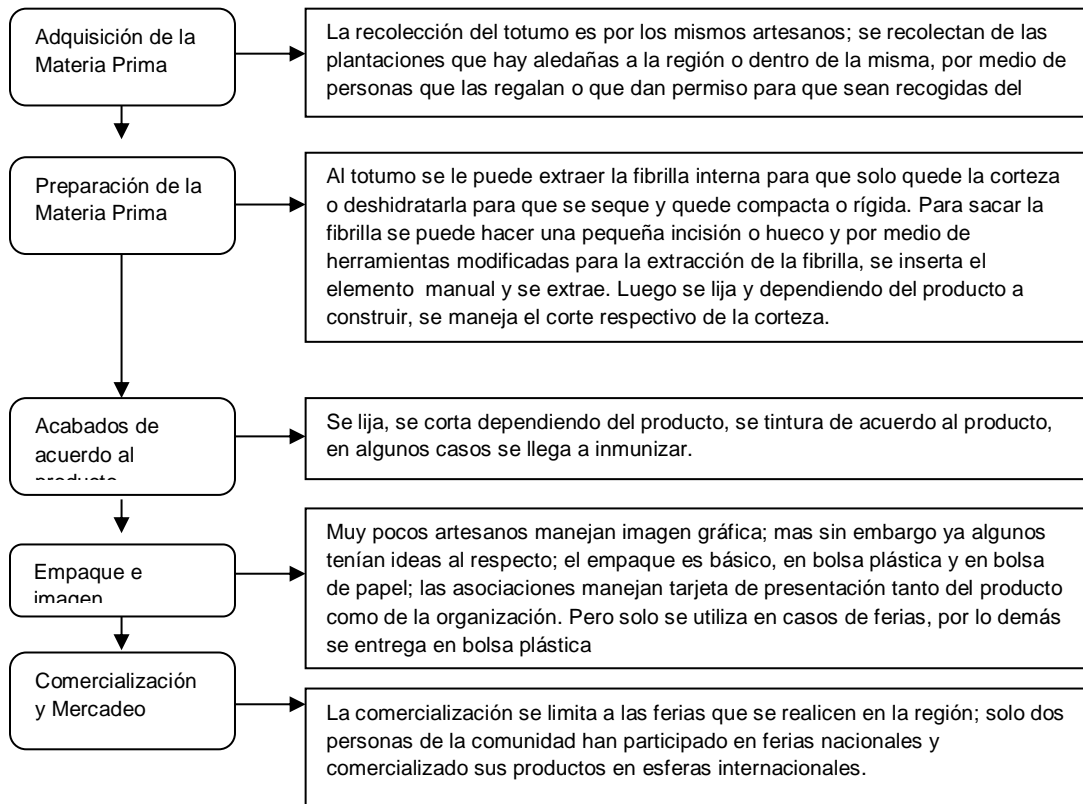 Adquisición de la
Materia Prima
La recolección del totumo es por los mismos artesanos; se recolectan de las
plantaciones que hay aledañas a la región o dentro de la misma, por medio de
personas que las regalan o que dan permiso para que sean recogidas del
Preparación de la
Materia Prima
Al totumo se le puede extraer la fibrilla interna para que solo quede la corteza
o deshidratarla para que se seque y quede compacta o rígida. Para sacar la
fibrilla se puede hacer una pequeña incisión o hueco y por medio de
herramientas modificadas para la extracción de la fibrilla, se inserta el
elemento  manual y se extrae. Luego se lija y dependiendo del producto a
construir, se maneja el corte respectivo de la corteza.
Acabados de
acuerdo al
producto
Se lija, se corta dependiendo del producto, se tintura de acuerdo al producto,
en algunos casos se llega a inmunizar.
Empaque e
imagen
Muy pocos artesanos manejan imagen gráfica; mas sin embargo ya algunos
tenían ideas al respecto; el empaque es básico, en bolsa plástica y en bolsa
de papel; las asociaciones manejan tarjeta de presentación tanto del producto
como de la organización. Pero solo se utiliza en casos de ferias, por lo demás
se entrega en bolsa plástica
Comercialización
y Mercadeo
La comercialización se limita a las ferias que se realicen en la región; solo dos
personas de la comunidad han participado en ferias nacionales y
comercializado sus productos en esferas internacionales.